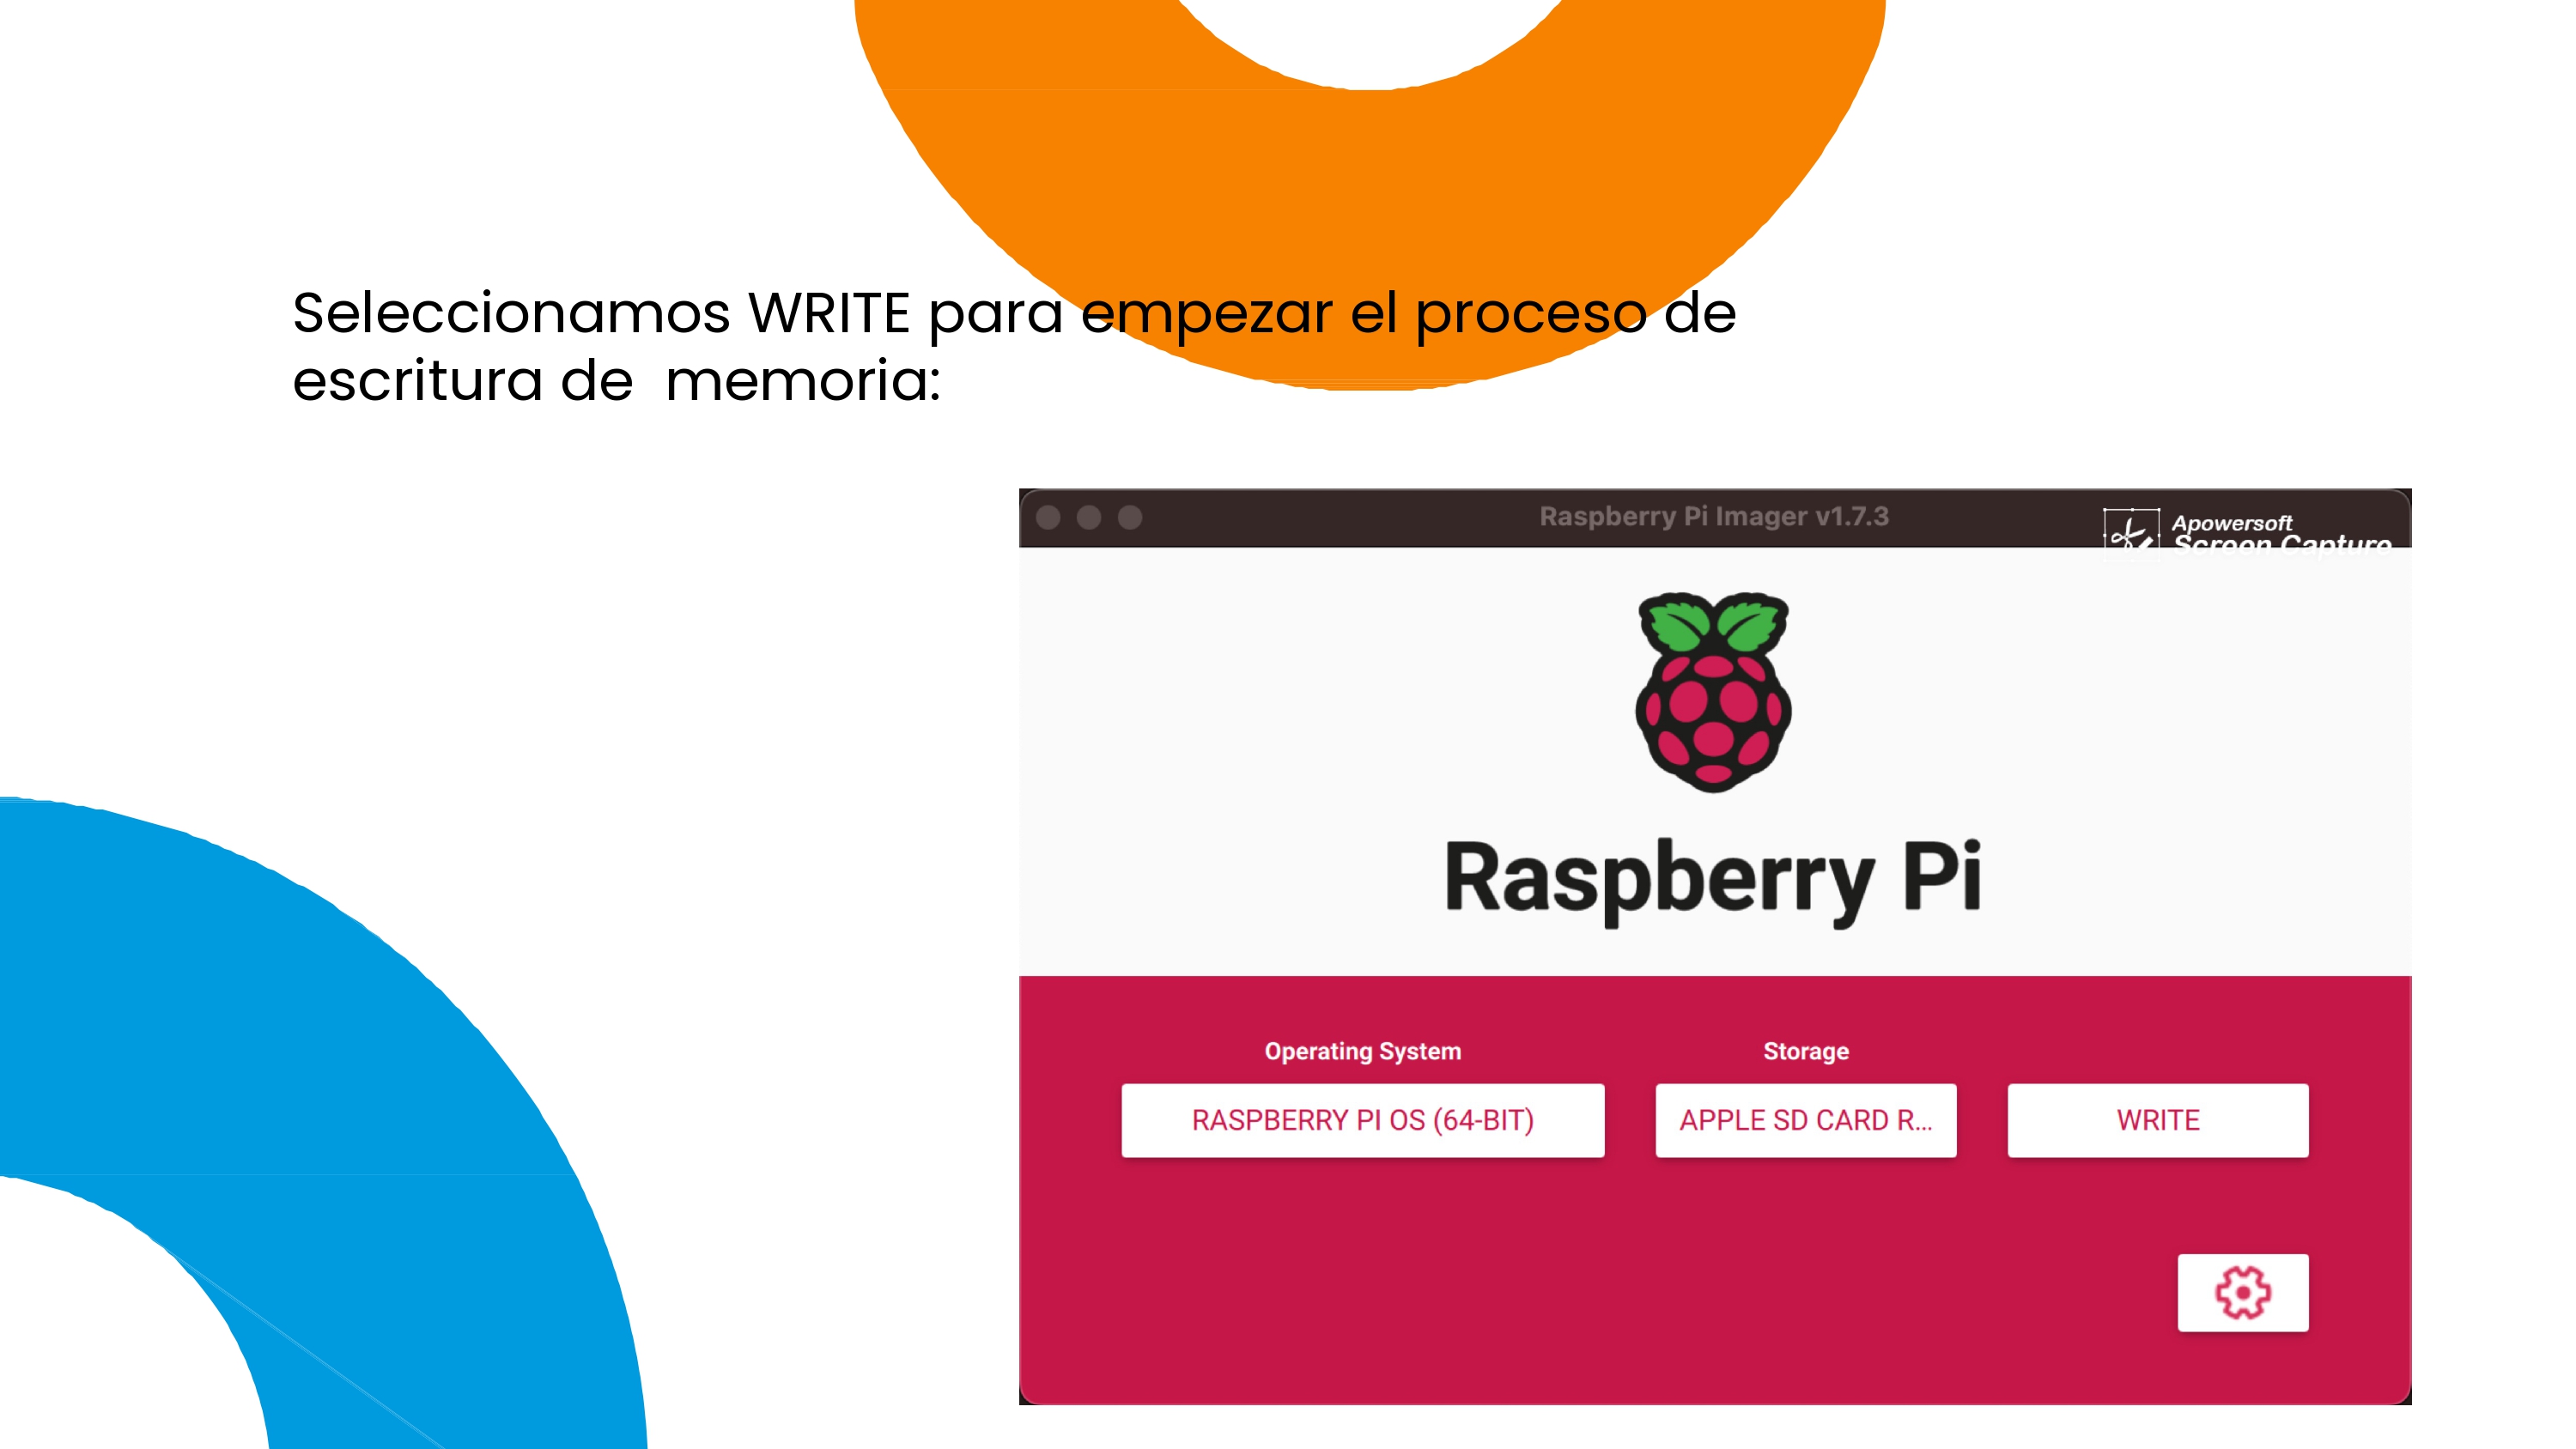 Seleccionamos WRITE para empezar el proceso de
escritura de  memoria:
Raspberry Pi Imager v1.7.3
Apowersoft
Screen Capture
Raspberry Pi
Operating System
Storage
RASPBERRY PI OS (64-BIT)
APPLE SD CARD R...
WRITE